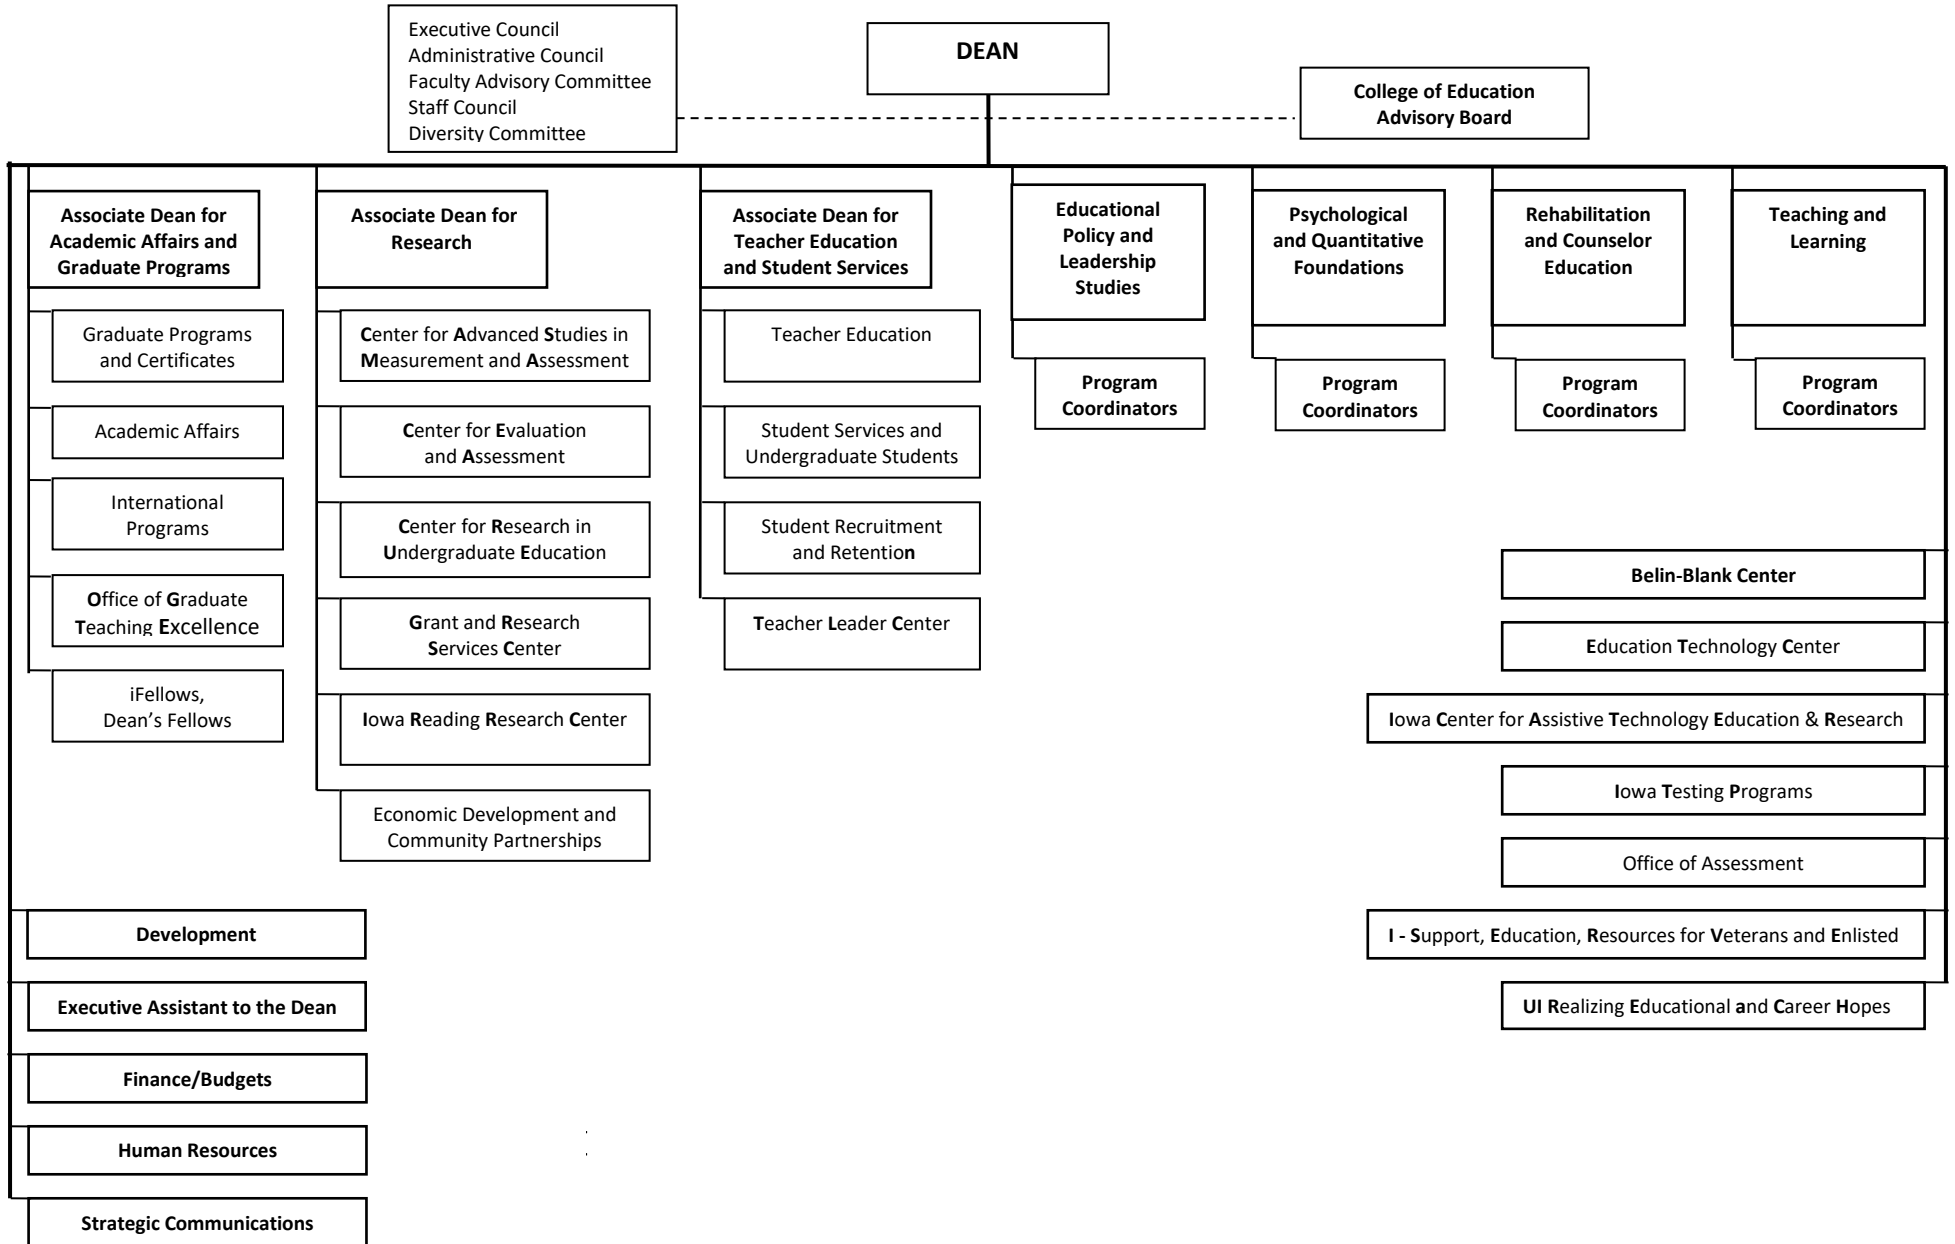 Executive Council
Administrative Council
Faculty Advisory Committee
Staff Council
Diversity Committee
DEAN
College of Education
Advisory Board
Associate Dean for
Academic Affairs and
Graduate Programs
Associate Dean for
Research
Associate Dean for
Teacher Education
and Student Services
Educational
Policy and
Leadership
Studies
Psychological
and Quantitative
Foundations
Rehabilitation
and Counselor
Education
Teaching and
Learning
Graduate Programs
and Certificates
Academic Affairs
International
Programs
Office of Graduate
Teaching Excellence
iFellows,
Dean’s Fellows
Center for Advanced Studies in
Measurement and Assessment
Center for Evaluation
and Assessment
Center for Research in
Undergraduate Education
Grant and Research
Services Center
Iowa Reading Research Center
Economic Development and
Community Partnerships
Teacher Education
Student Services and
Undergraduate Students
Student Recruitment
and Retention
Teacher Leader Center
Program
Coordinators
Program
Coordinators
Program
Coordinators
Program
Coordinators
Belin-Blank Center
Education Technology Center
Iowa Center for Assistive Technology Education & Research
Iowa Testing Programs
Office of Assessment
I - Support, Education, Resources for Veterans and Enlisted
UI Realizing Educational and Career Hopes
Development
Executive Assistant to the Dean
Finance/Budgets
Human Resources
Strategic Communications